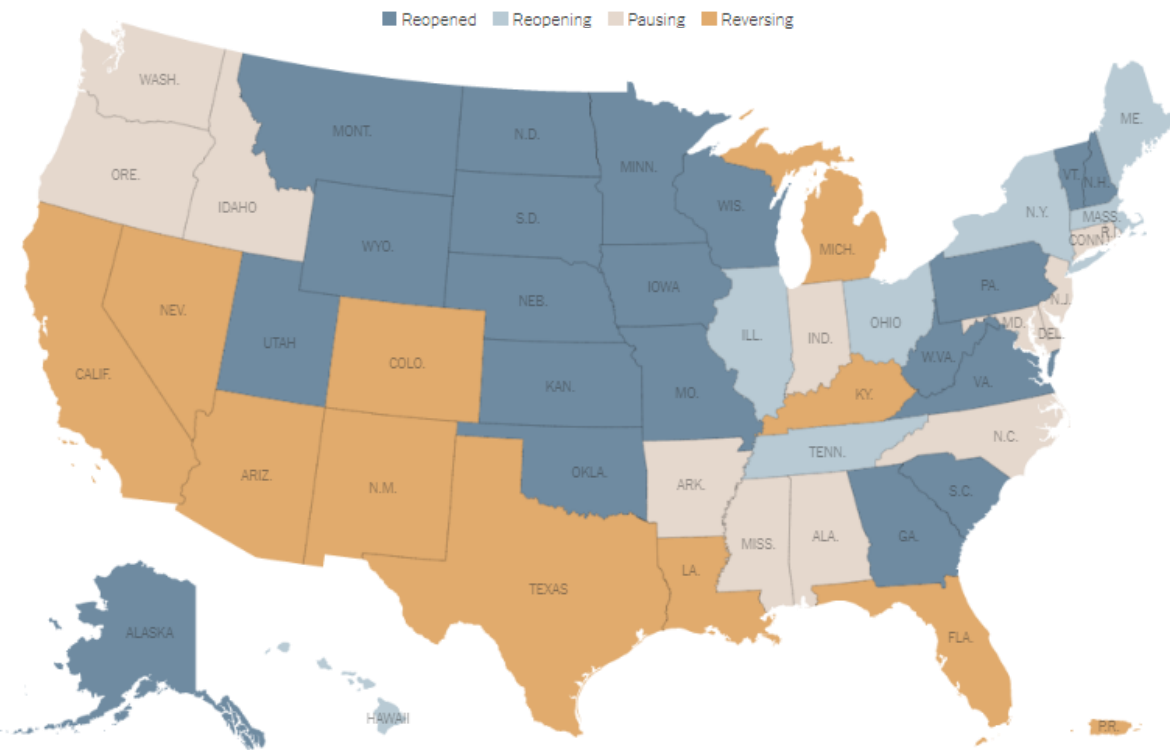 Reopened Reopening Pausing Reversing
WASH.
MONT.
N.D.
MINN.
ME.
ORE.
IDAHO
S.D.
WIS.
VT.
N.H.
N.Y.
MASS.
R.I.
CONN.
WYO.
MICH.
IOWA
PA.
NEB.
N.J.
NEV.
UTAH
ILL.
IND.
OHIO
MD.
DEL.
CALIF.
COLO.
KAN.
MO.
W.VA.
VA.
KY.
TENN.
N.C.
ARIZ.
N.M.
OKLA.
ARK.
S.C.
MISS.
ALA.
GA.
LA.
TEXAS
FLA.
ALASKA
HAWAII
P.R.